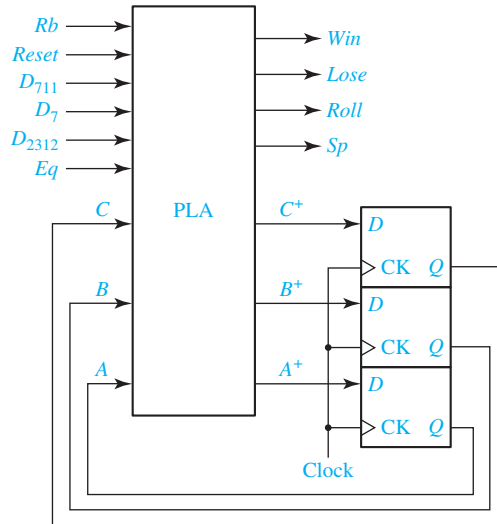 Rb
Reset
D₇₁₁
D₇
D₂₃₁₂
Eq
C
B
A
PLA
Win
Lose
Roll
Sp
C⁺
B⁺
A⁺
D
CK Q
D
CK Q
D
CK Q
Clock